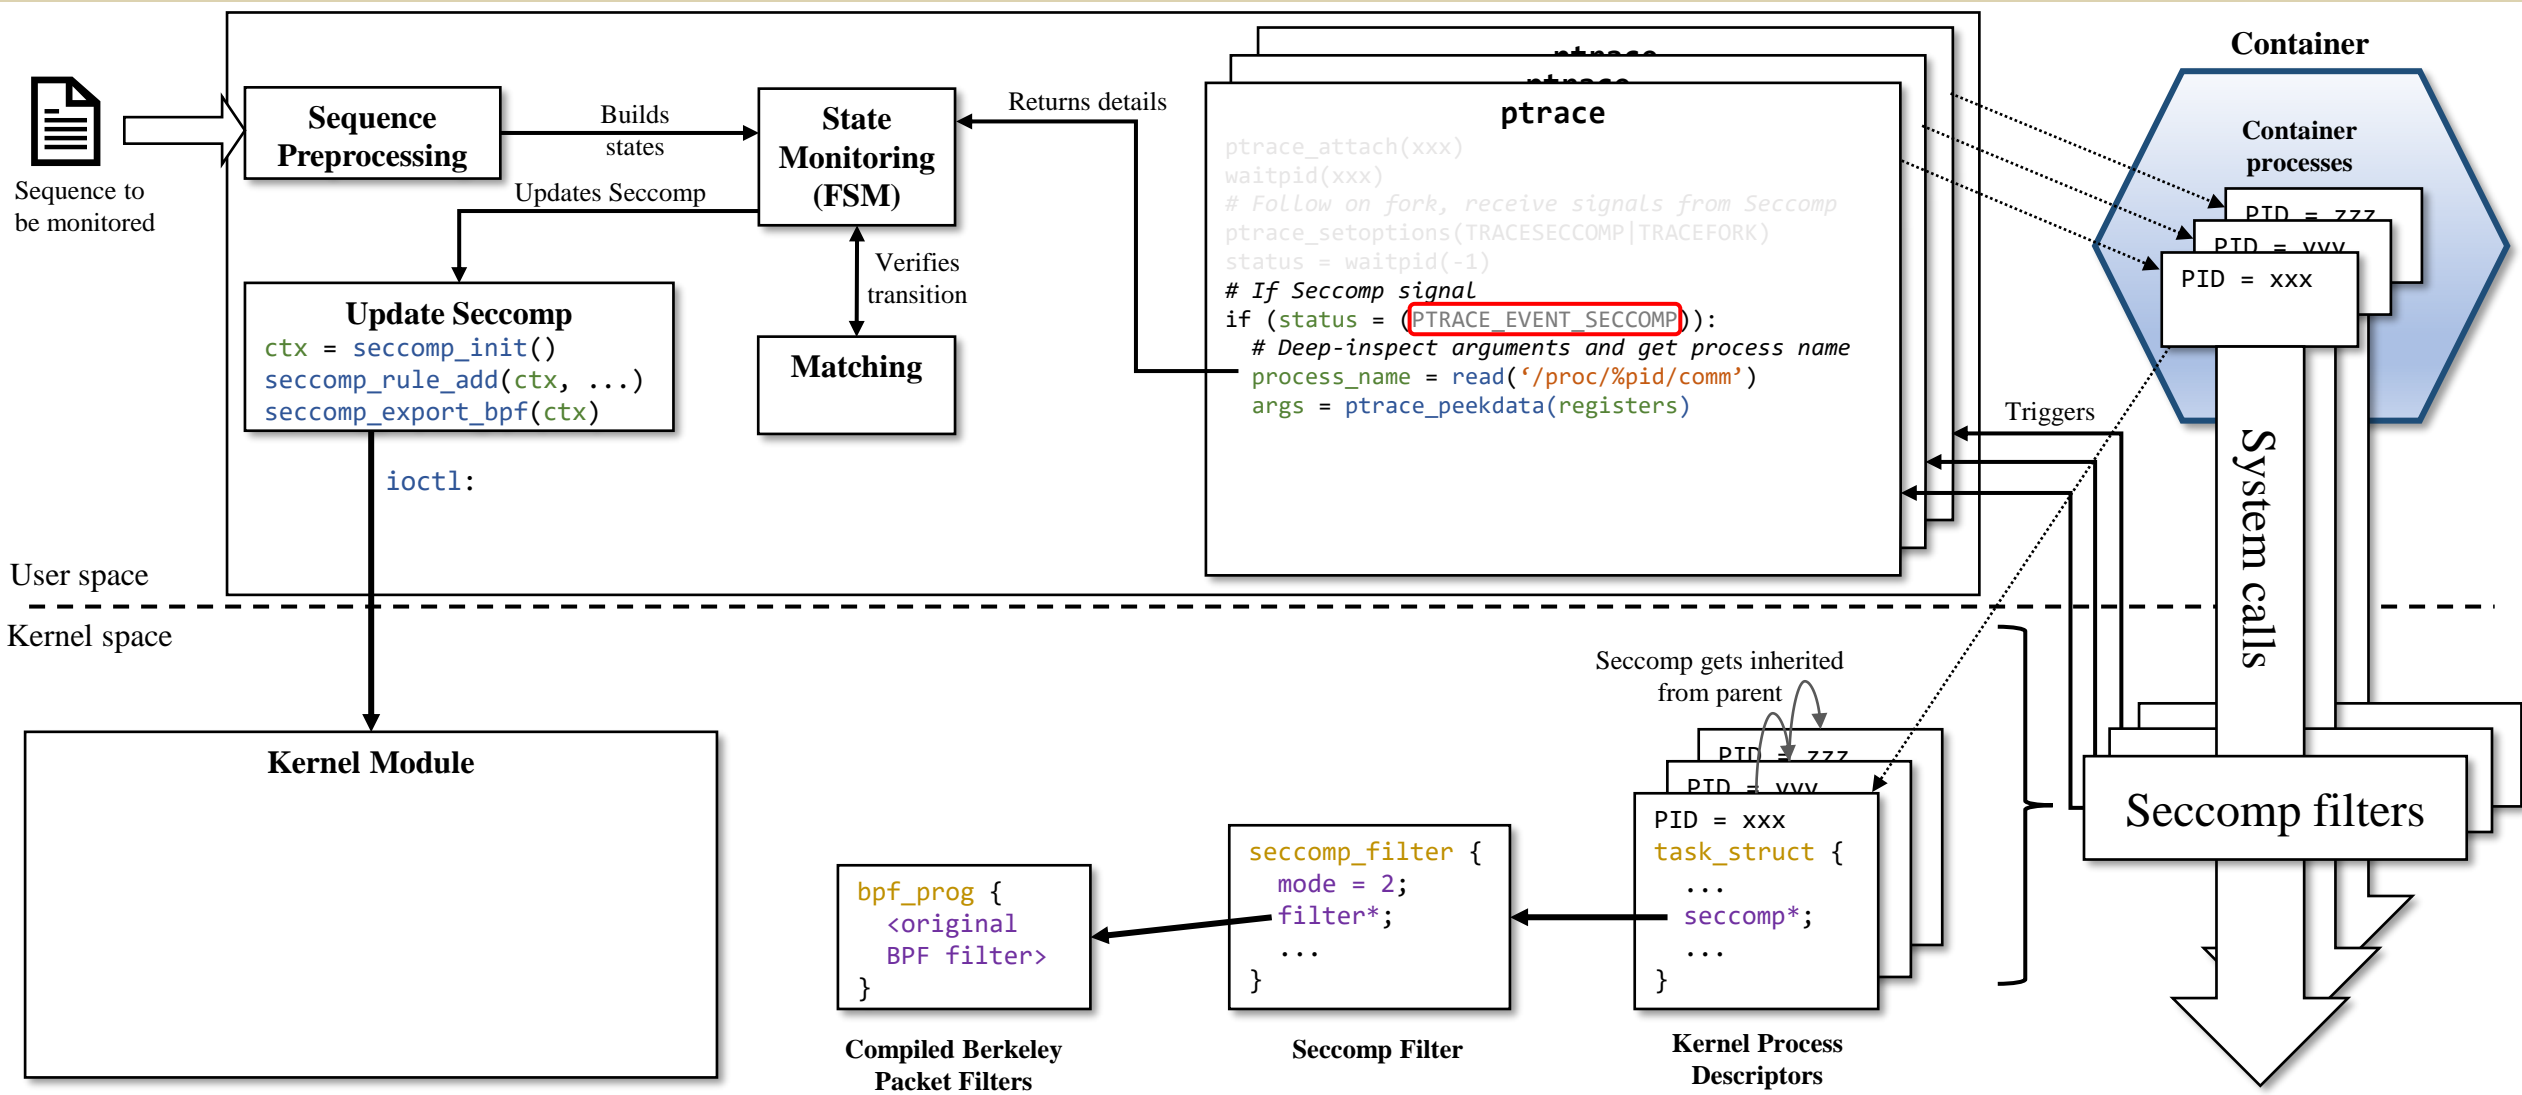 Sequence to
be monitored
Sequence
Preprocessing
Builds
states
State
Monitoring
(FSM)
Updates Seccomp
Verifies
transition
Update Seccomp
ctx = seccomp_init()
seccomp_rule_add(ctx, ...)
seccomp_export_bpf(ctx)
Matching
ioctl:
Returns details
ptrace
ptrace
ptrace
ptrace_attach(xxx)
waitpid(xxx)
# Follow on fork, receive signals from Seccomp
ptrace_setoptions(TRACESECCOMP|TRACEFORK)
status = waitpid(-1)
# If Seccomp signal
if (status = (PTRACE_EVENT_SECCOMP)):
# Deep-inspect arguments and get process name
process_name = read(‘/proc/%pid/comm’)
args = ptrace_peekdata(registers)
Triggers
Container
Container
processes
PID = zzz
PID = yyy
PID = xxx
System calls
User space
Kernel space
Kernel Module
Seccomp gets inherited
from parent
PID = zzz
PID = yyy
PID = xxx
task_struct {
...
seccomp*;
...
}
Kernel Process
Descriptors
seccomp_filter {
mode = 2;
filter*;
...
}
Seccomp Filter
bpf_prog {
<original
BPF filter>
}
Compiled Berkeley
Packet Filters
Seccomp filters